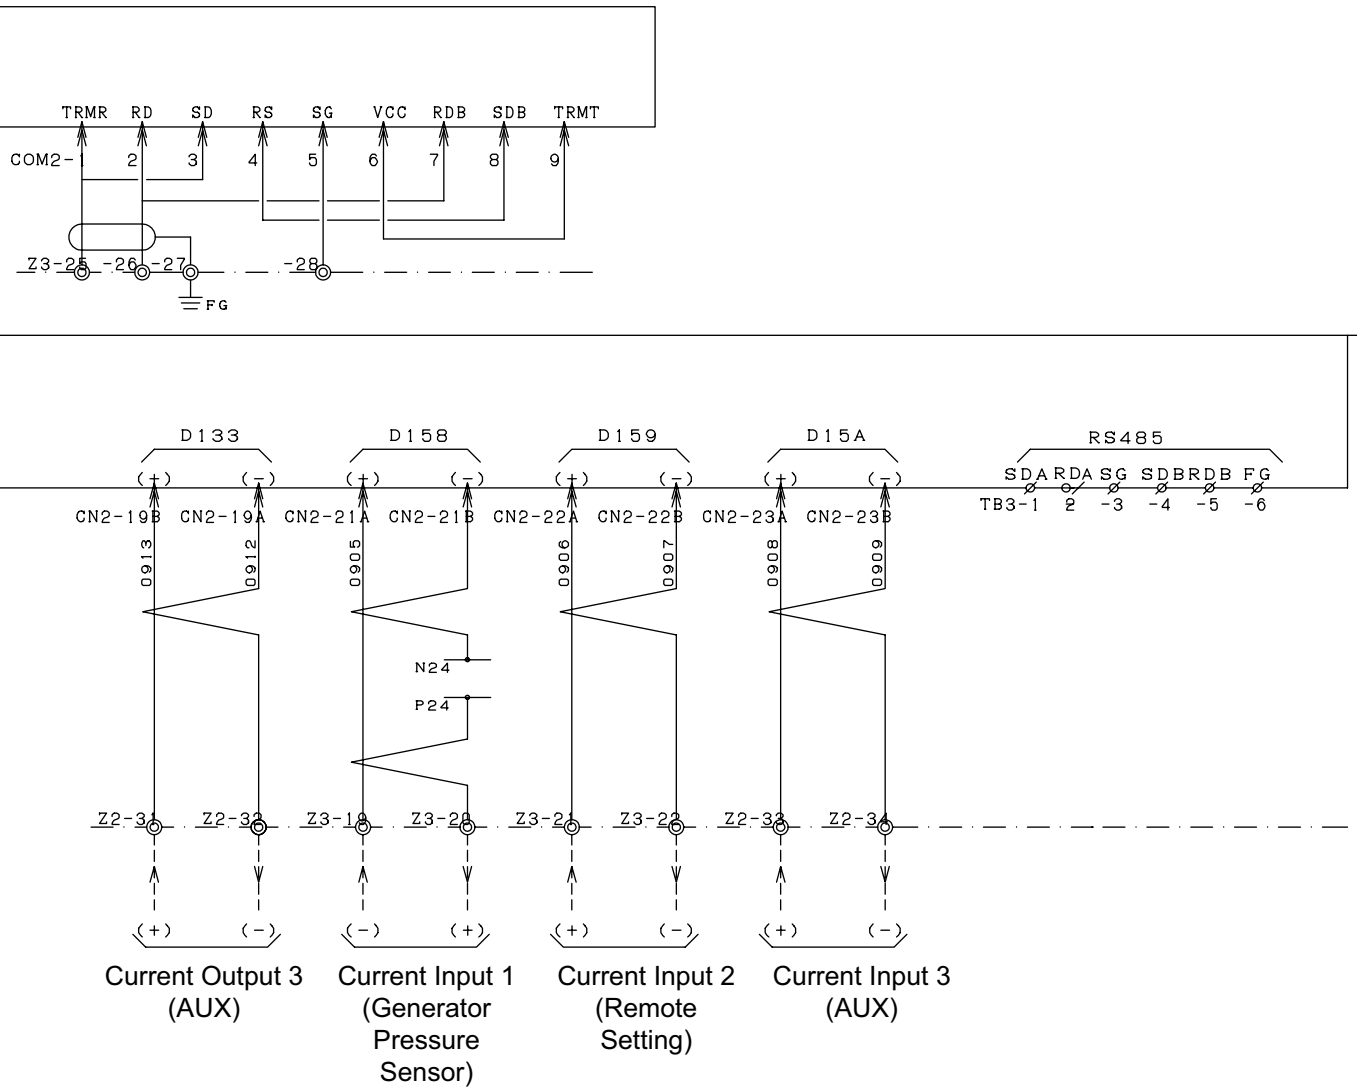 TRMR RD SD RS SG VCC RDB SDB TRMT
COM2-1 2 3 4 5 6 7 8 9
Z3-25 -26 -27 -28
FG
D133 D158 D159 D15A RS485
(+) (-) (+) (-) (+) (-) (+) (-) SDA RDA SG SDB RDB FG
TB3-1 2 -3 -4 -5 -6
CN2-19B CN2-19A CN2-21A CN2-21B CN2-22A CN2-22B CN2-23A CN2-23B
0913 0912 0905 0906 0907 0908 0909
N24
P24
Z2-31 Z2-32 Z3-19 Z3-20 Z3-21 Z3-22 Z2-33 Z2-34
(+) (-) (-) (+) (+) (-) (+) (-)
Current Output 3 Current Input 1 Current Input 2 Current Input 3
(AUX) (Generator (Remote (AUX)
Pressure Setting)
Sensor)